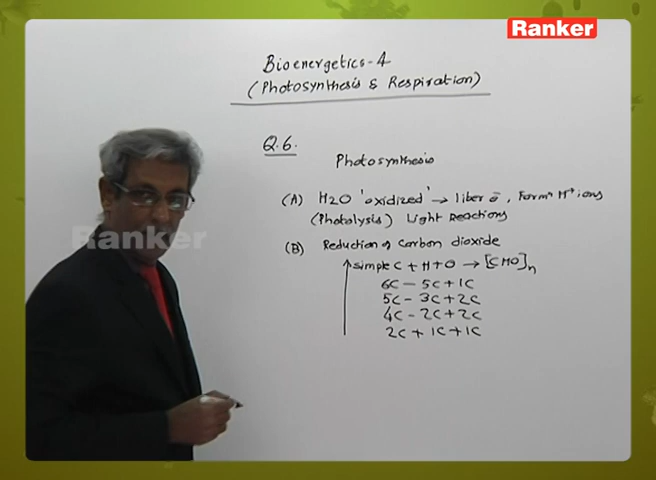 Ranker
Bioenergetics-4
(Photosynthesis & Respiration)
Q.6.
Photosynthesis
(A) H2O 'oxidized' → liber ē, Formn H+ ions
(Photolysis) Light Reactions
Ranker
(B) Reduction of Carbon dioxide
↑ simple C + H + O → [CHO]n
6C - 5C + 1C
5C - 3C + 2C
4C - 2C + 2C
2C + 1C + 1C